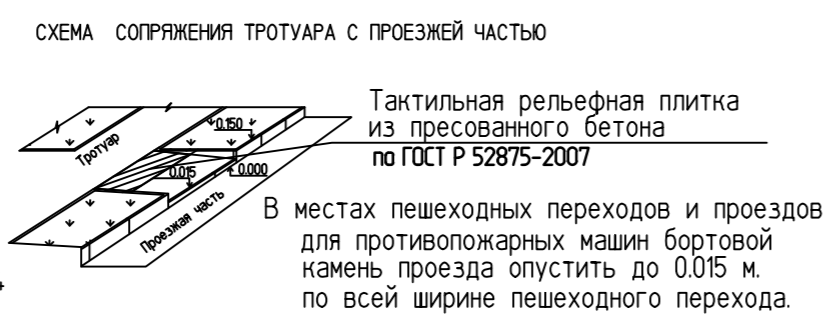 СХЕМА СОПРЯЖЕНИЯ ТРОТУАРА С ПРОЕЗЖЕЙ ЧАСТЬЮ
Тактильная рельефная плитка
из пресованного бетона
по ГОСТ Р 52875-2007
0.150
Тротуар
0.015
0.000
Проезжая часть
В местах пешеходных переходов и проездов
для противопожарных машин бортовой
камень проезда опустить до 0.015 м.
по всей ширине пешеходного перехода.